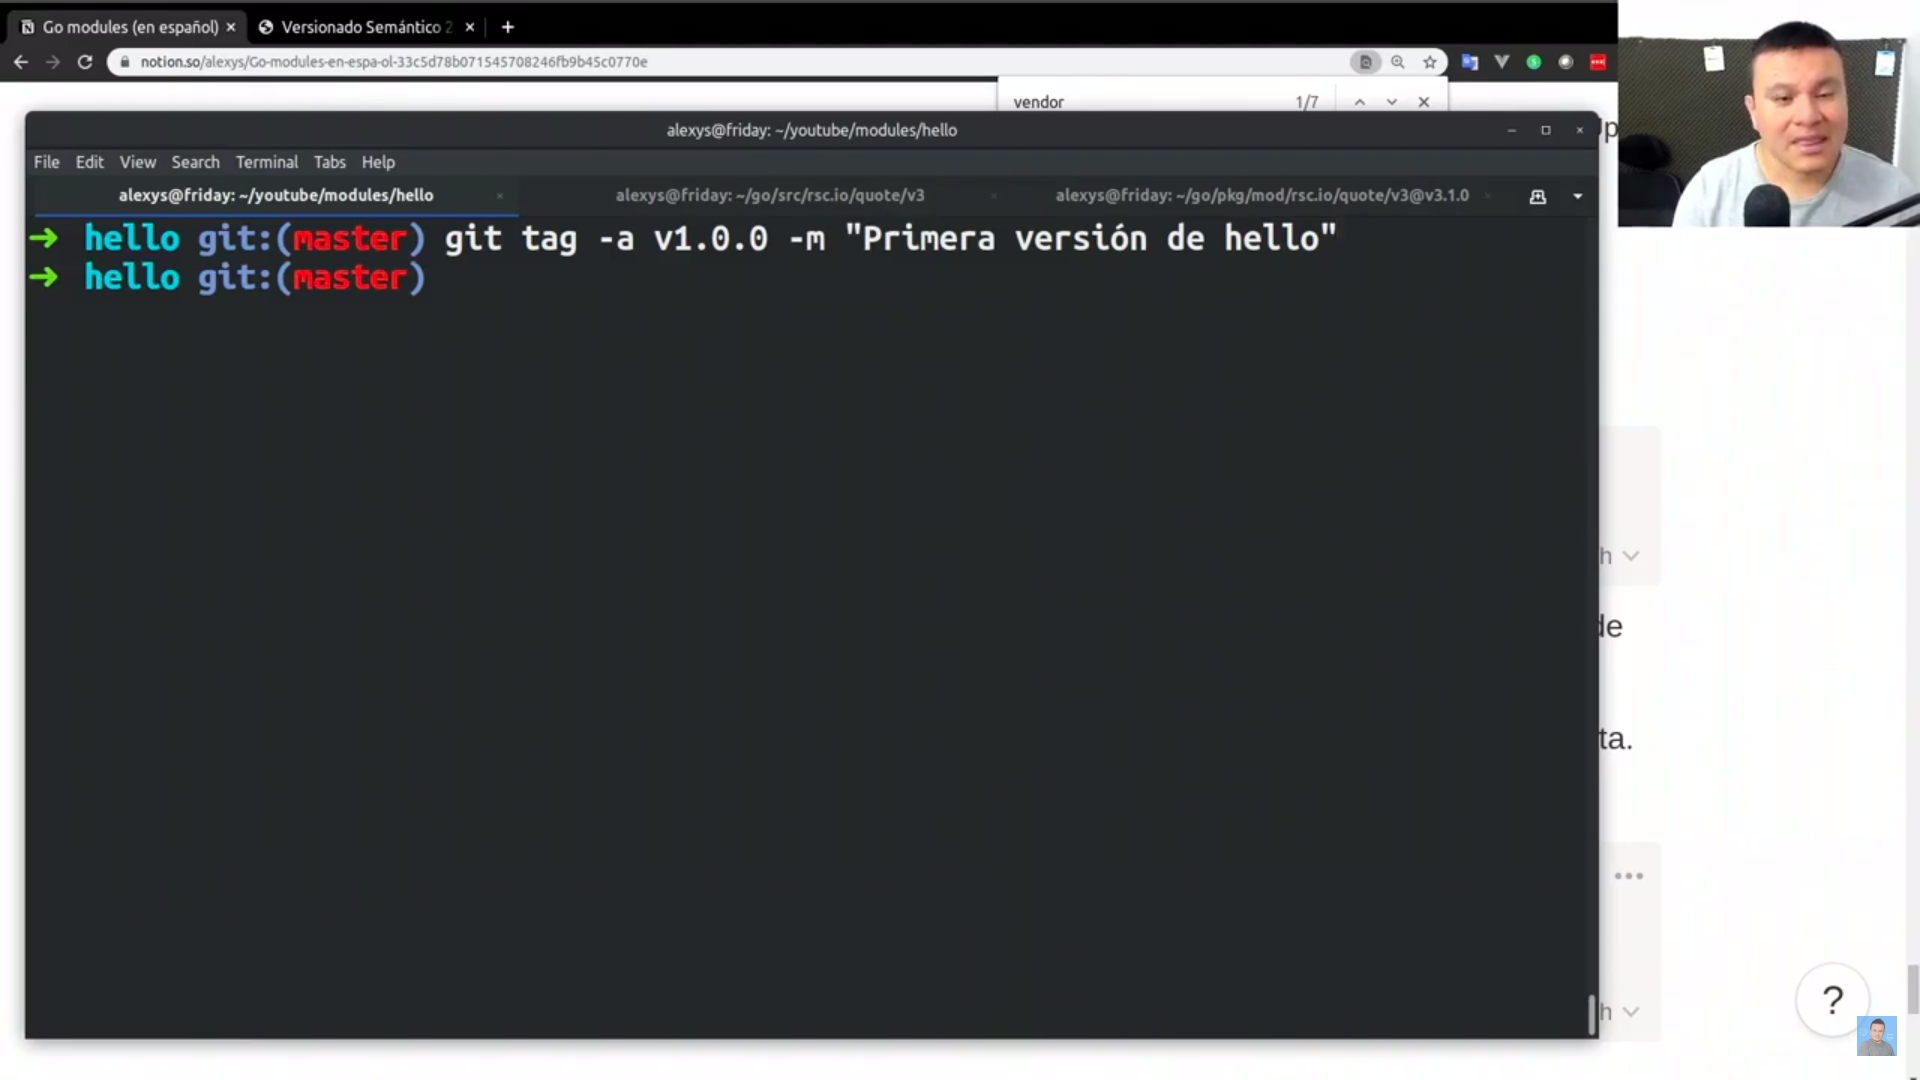 Go modules (en español)
Versionado Semántico 2
notion.so/alexys/Go-modules-en-espa-ol-33c5d78b071545708246fb9b45c0770e
vendor 1/7
alexys@friday: ~/youtube/modules/hello
File Edit View Search Terminal Tabs Help
alexys@friday: ~/youtube/modules/hello
alexys@friday: ~/go/src/rsc.io/quote/v3
alexys@friday: ~/go/pkg/mod/rsc.io/quote/v3@v3.1.0
➜ hello git:(master) git tag -a v1.0.0 -m "Primera versión de hello"
➜ hello git:(master)
h
de
ta.
h
?